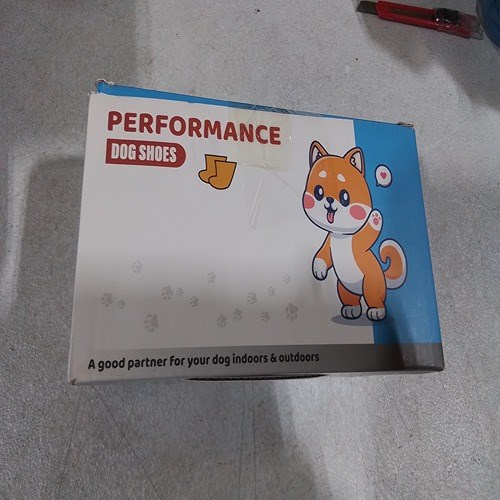 PERFORMANCE
DOG SHOES
A good partner for your dog indoors & outdoors